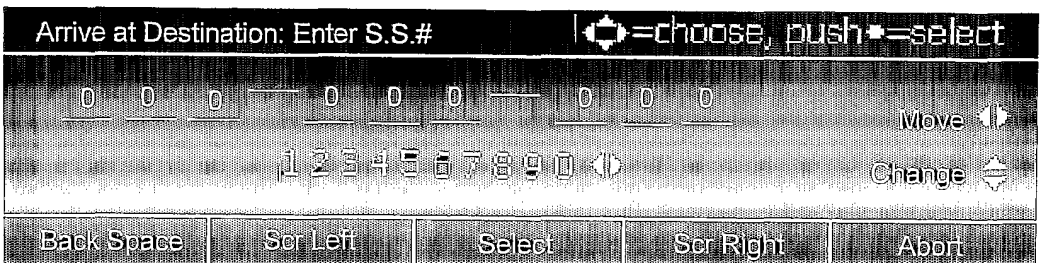 Arrive at Destination: Enter S.S.# =choose, push =select
0 0 0 — 0 0 0 — 0 0 0 Move
1 2 3 4 5 6 7 8 9 0 Change
Back Space Scr Left Select Scr Right Abort